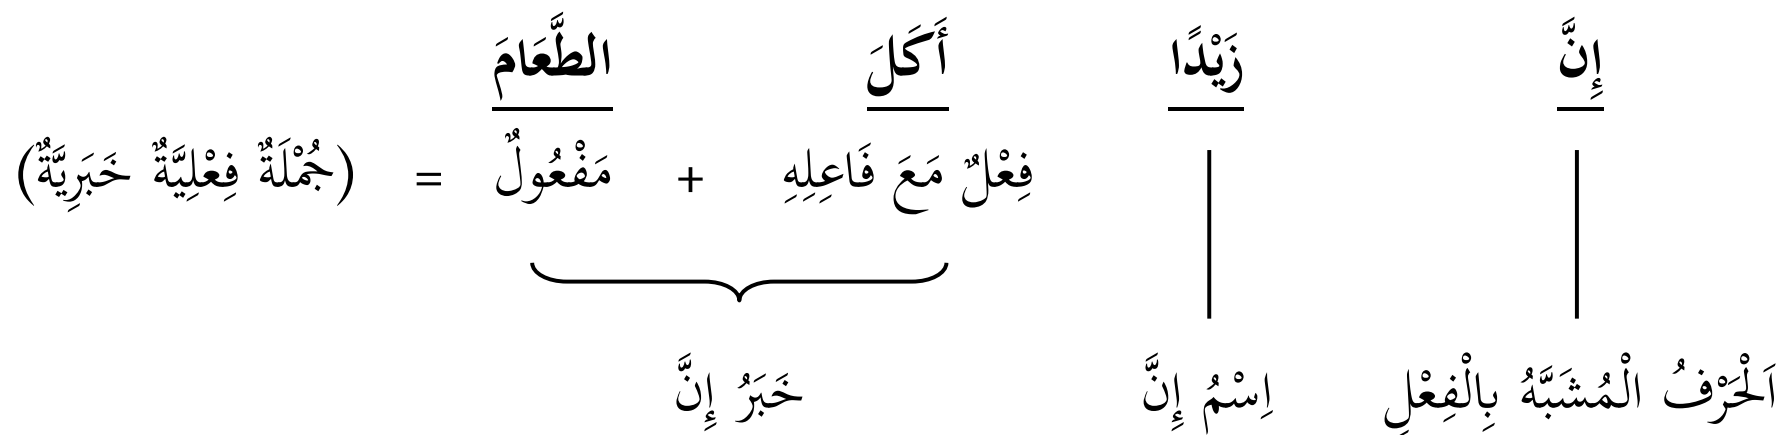 إِنَّ زَيْدًا أَكَلَ الطَّعَامَ
فِعْلٌ مَعَ فَاعِلِهِ + مَفْعُولٌ = (جُمْلَةٌ فِعْلِيَّةٌ خَبَرِيَّةٌ)
اَلْحَرْفُ الْمُشَبَّهُ بِالْفِعْلِ اِسْمُ إِنَّ خَبَرُ إِنَّ